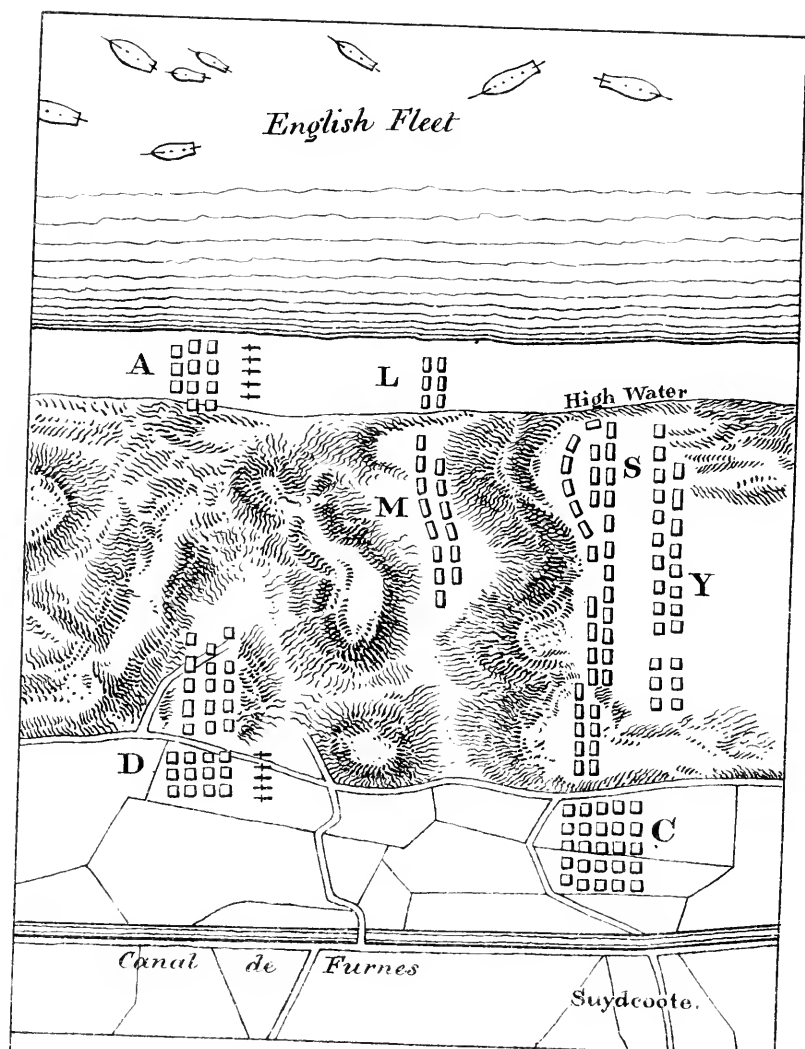 English Fleet
A
L
High Water
M
S
Y
D
C
Canal de Furnes
Suydcoote.